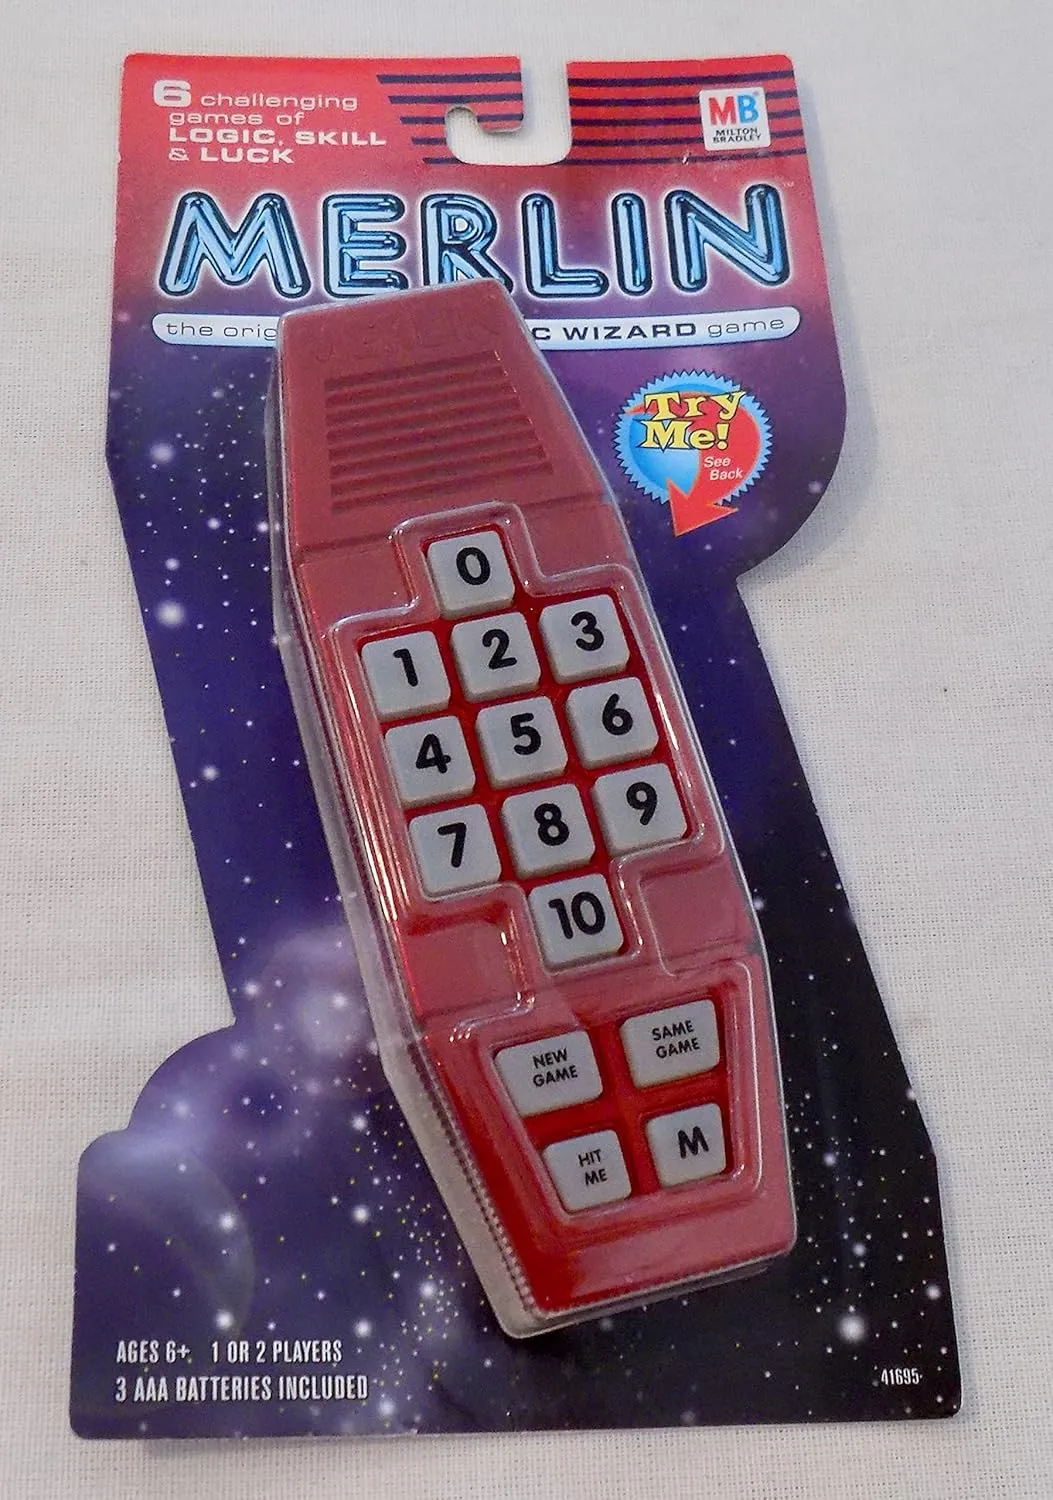 6 challenging
games of
LOGIC, SKILL
& LUCK
MB
MILTON
BRADLEY
MERLIN™
the orig C WIZARD game
Try
Me!
See
Back
0
1 2 3
4 5 6
7 8 9
10
NEW
GAME
SAME
GAME
HIT
ME
M
AGES 6+ 1 OR 2 PLAYERS
3 AAA BATTERIES INCLUDED
41695